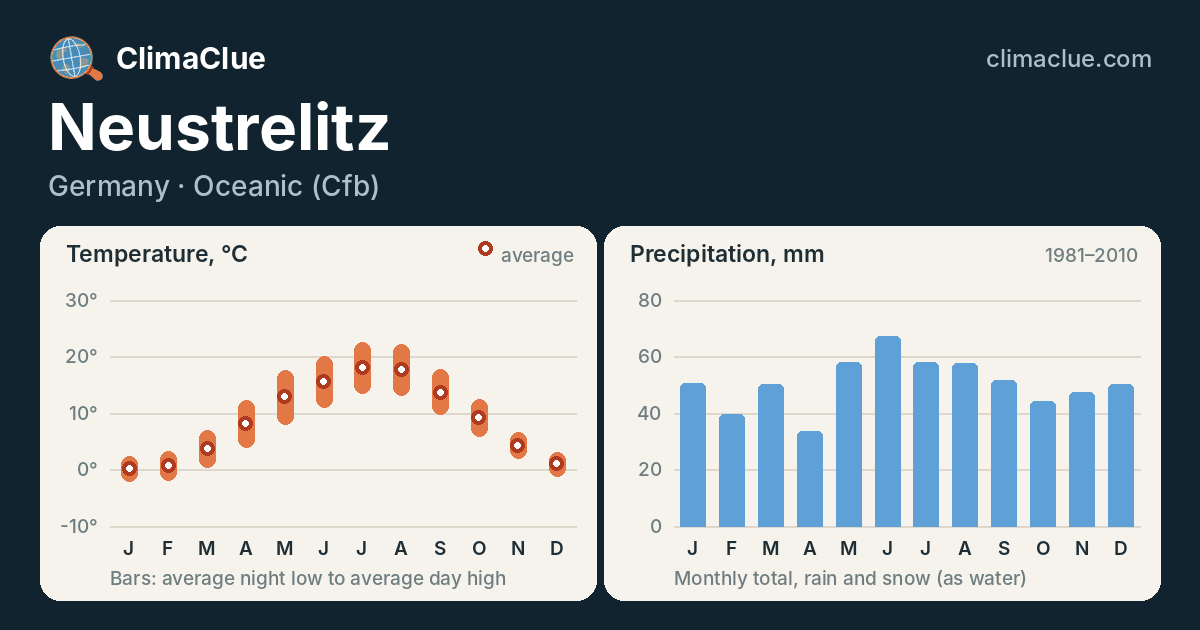 ClimaClue
climaclue.com
Neustrelitz
Germany · Oceanic (Cfb)
Temperature, °C
average
30°
20°
10°
0°
-10°
J F M A M J J A S O N D
Bars: average night low to average day high
Precipitation, mm
1981–2010
80
60
40
20
0
J F M A M J J A S O N D
Monthly total, rain and snow (as water)